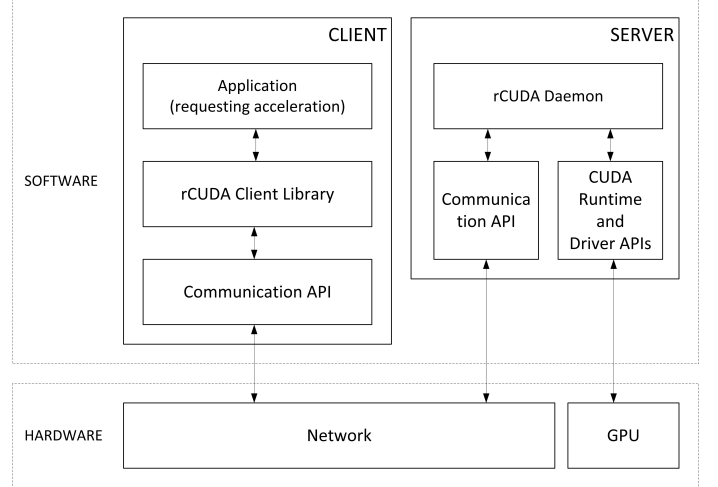 CLIENT
Application
(requesting acceleration)
rCUDA Client Library
Communication API
SERVER
rCUDA Daemon
Communica
tion API
CUDA
Runtime
and
Driver APIs
SOFTWARE
HARDWARE
Network
GPU